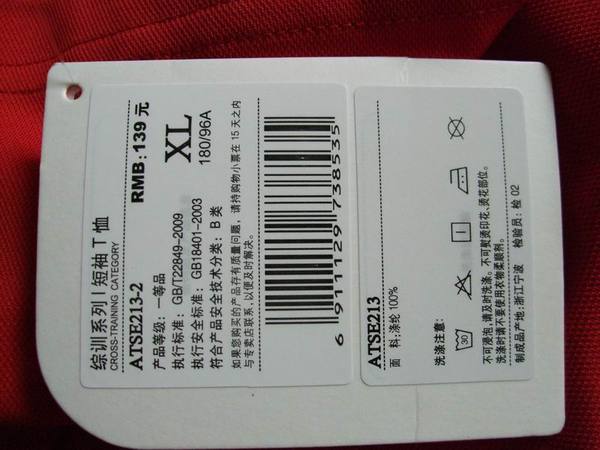 综训系列 | 短袖T恤
CROSS-TRAINING CATEGORY
ATSE213-2
RMB: 139 元
产品等级: 一等品
执行标准: GB/T22849-2009
执行安全标准: GB18401-2003
符合产品安全技术分类: B 类
XL
180/96A
如果您购买的产品存有质量问题, 请持购物小票在 15 天之内
与专卖店联系, 以便及时解决。
6 911129 738535
ATSE213
面 料: 涤纶 100%
洗涤注意:
30
不可浸泡, 请及时洗涤。不可熨烫印花、烫花部位。
洗涤时请不要使用衣物柔顺剂。
制成品产地: 浙江宁波 检验员: 检 02